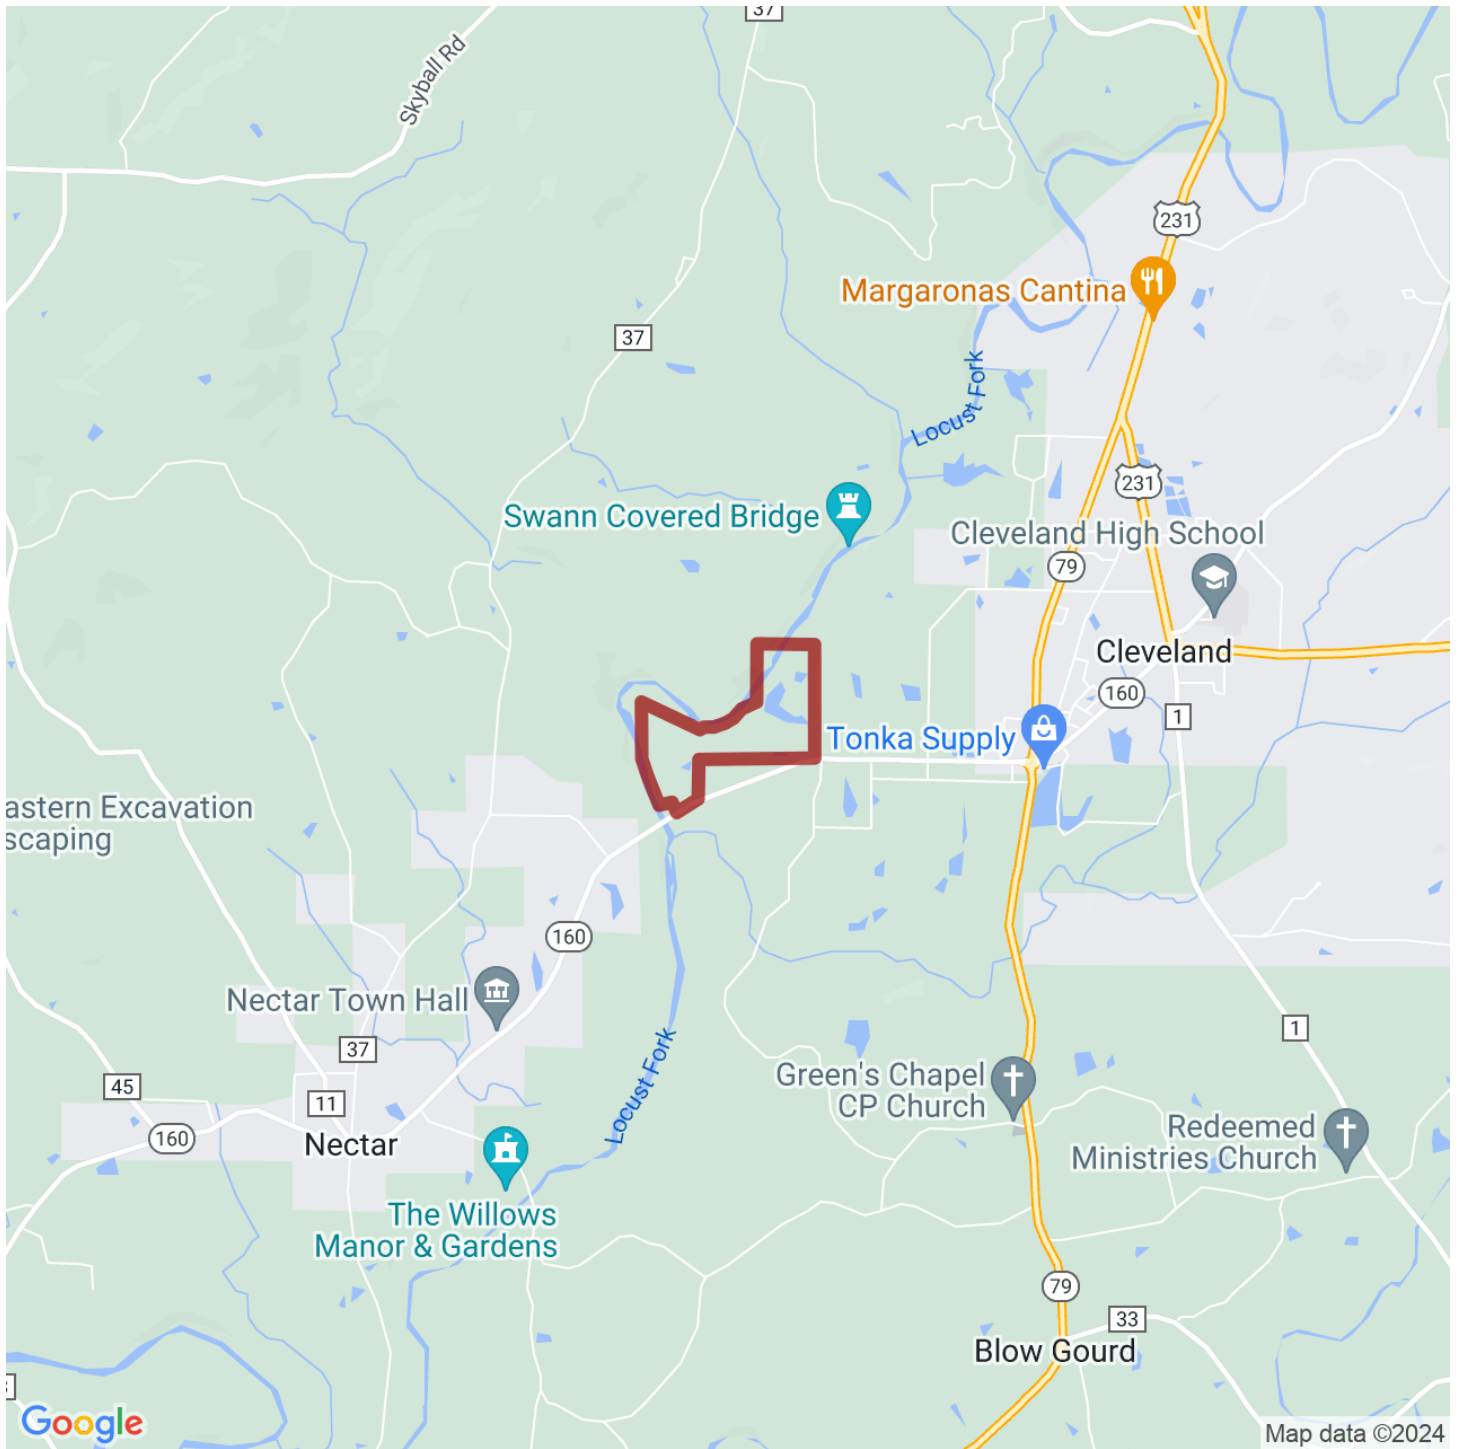 37
Skyball Rd
231
Margaronas Cantina
37
Locust Fork
231
Swann Covered Bridge
Cleveland High School
79
Cleveland
160
1
Tonka Supply
astern Excavation
scaping
160
Nectar Town Hall
Locust Fork
1
37
45
11
Green's Chapel
CP Church
160
Nectar
Redeemed
Ministries Church
The Willows
Manor & Gardens
79
33
Blow Gourd
Google
Map data ©2024